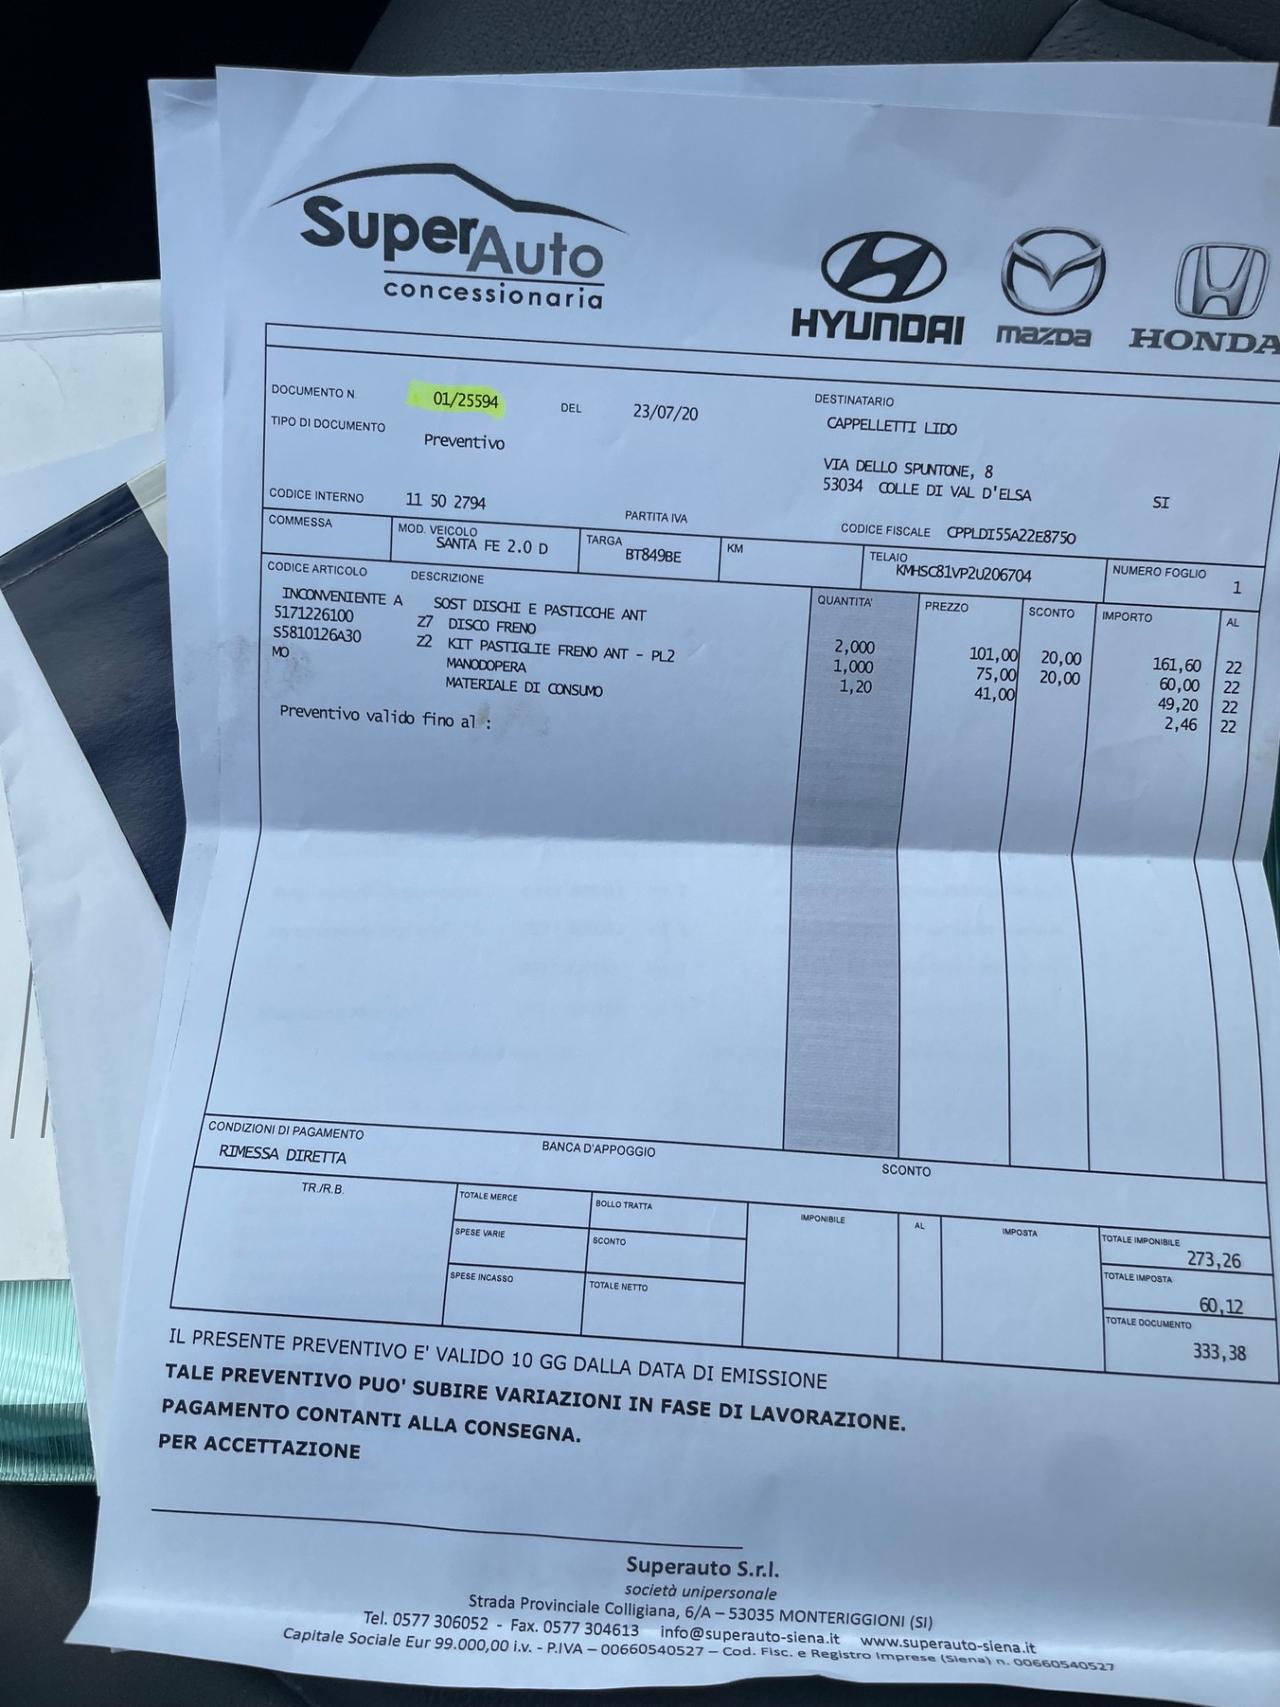 SuperAuto
concessionaria
HYUNDAI mazda HONDA
DOCUMENTO N. 01/25594 DEL 23/07/20
TIPO DI DOCUMENTO Preventivo
DESTINATARIO
CAPPELLETTI LIDO
VIA DELLO SPUNTONE, 8
53034 COLLE DI VAL D'ELSA SI
CODICE INTERNO 11 50 2794 PARTITA IVA CODICE FISCALE CPPLDI55A22E875O
COMMESSA MOD. VEICOLO SANTA FE 2.0 D TARGA BT849BE KM TELAIO KMHSC81VP2U206704 NUMERO FOGLIO 1
CODICE ARTICOLO DESCRIZIONE QUANTITA' PREZZO SCONTO IMPORTO AL
INCONVENIENTE A SOST DISCHI E PASTICCHE ANT
5171226100 Z7 DISCO FRENO 2,000 101,00 20,00 161,60 22
S5810126A30 Z2 KIT PASTIGLIE FRENO ANT - PL2 1,000 75,00 20,00 60,00 22
MO MANODOPERA 1,20 41,00 49,20 22
MATERIALE DI CONSUMO 2,46 22
Preventivo valido fino al :
CONDIZIONI DI PAGAMENTO BANCA D'APPOGGIO SCONTO
RIMESSA DIRETTA
TR./R.B. TOTALE MERCE BOLLO TRATTA IMPONIBILE AL IMPOSTA TOTALE IMPONIBILE 273,26
SPESE VARIE SCONTO TOTALE IMPOSTA 60,12
SPESE INCASSO TOTALE NETTO TOTALE DOCUMENTO 333,38
IL PRESENTE PREVENTIVO E' VALIDO 10 GG DALLA DATA DI EMISSIONE
TALE PREVENTIVO PUO' SUBIRE VARIAZIONI IN FASE DI LAVORAZIONE.
PAGAMENTO CONTANTI ALLA CONSEGNA.
PER ACCETTAZIONE
Superauto S.r.l.
società unipersonale
Strada Provinciale Colligiana, 6/A – 53035 MONTERIGGIONI (SI)
Tel. 0577 306052 - Fax. 0577 304613 info@superauto-siena.it www.superauto-siena.it
Capitale Sociale Eur 99.000,00 i.v. - P.IVA – 00660540527 – Cod. Fisc. e Registro Imprese (Siena) n. 00660540527